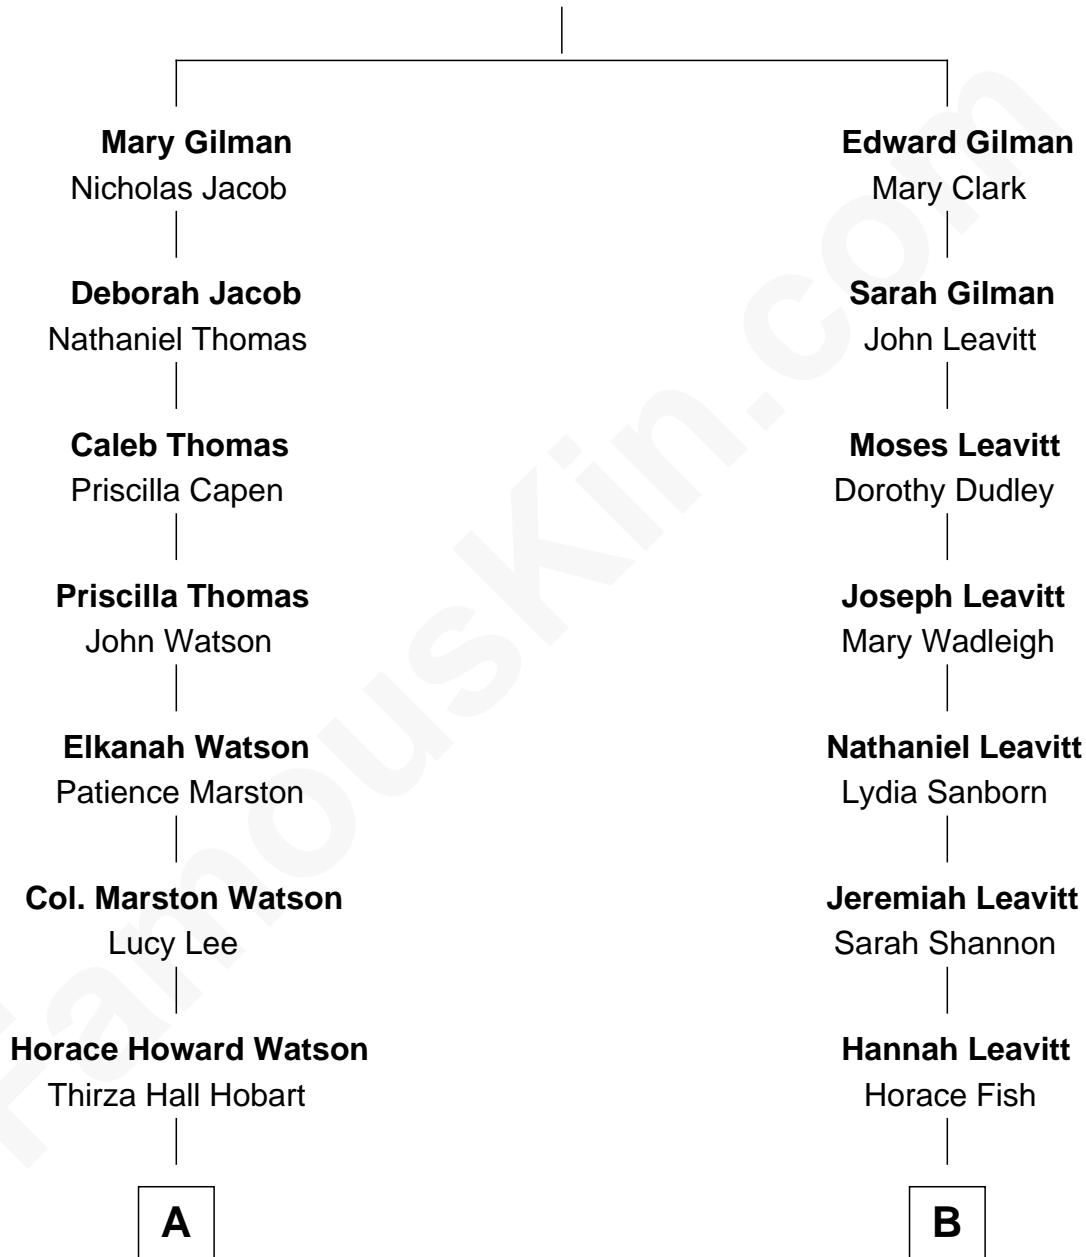 Mary Gilman
Nicholas Jacob
Edward Gilman
Mary Clark
Deborah Jacob
Nathaniel Thomas
Sarah Gilman
John Leavitt
Caleb Thomas
Priscilla Capen
Moses Leavitt
Dorothy Dudley
Priscilla Thomas
John Watson
Joseph Leavitt
Mary Wadleigh
Elkanah Watson
Patience Marston
Nathaniel Leavitt
Lydia Sanborn
Col. Marston Watson
Lucy Lee
Jeremiah Leavitt
Sarah Shannon
Horace Howard Watson
Thirza Hall Hobart
Hannah Leavitt
Horace Fish
A
B
FamousKin.com